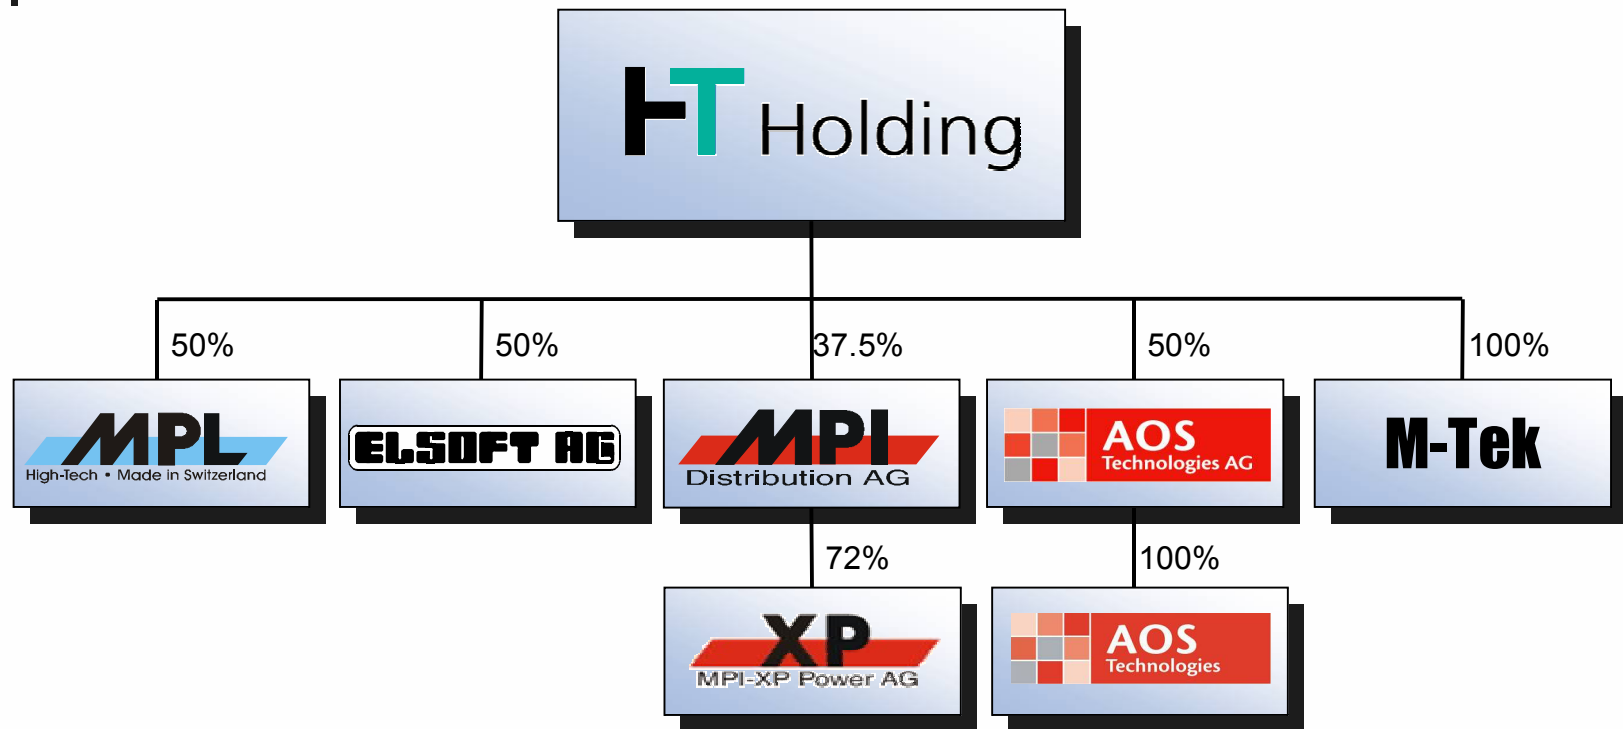 HT Holding
50%
50%
37.5%
50%
100%
MPL
High-Tech • Made in Switzerland
ELSOFT AG
MPI
Distribution AG
AOS
Technologies AG
M-Tek
72%
100%
XP
MPI-XP Power AG
AOS
Technologies